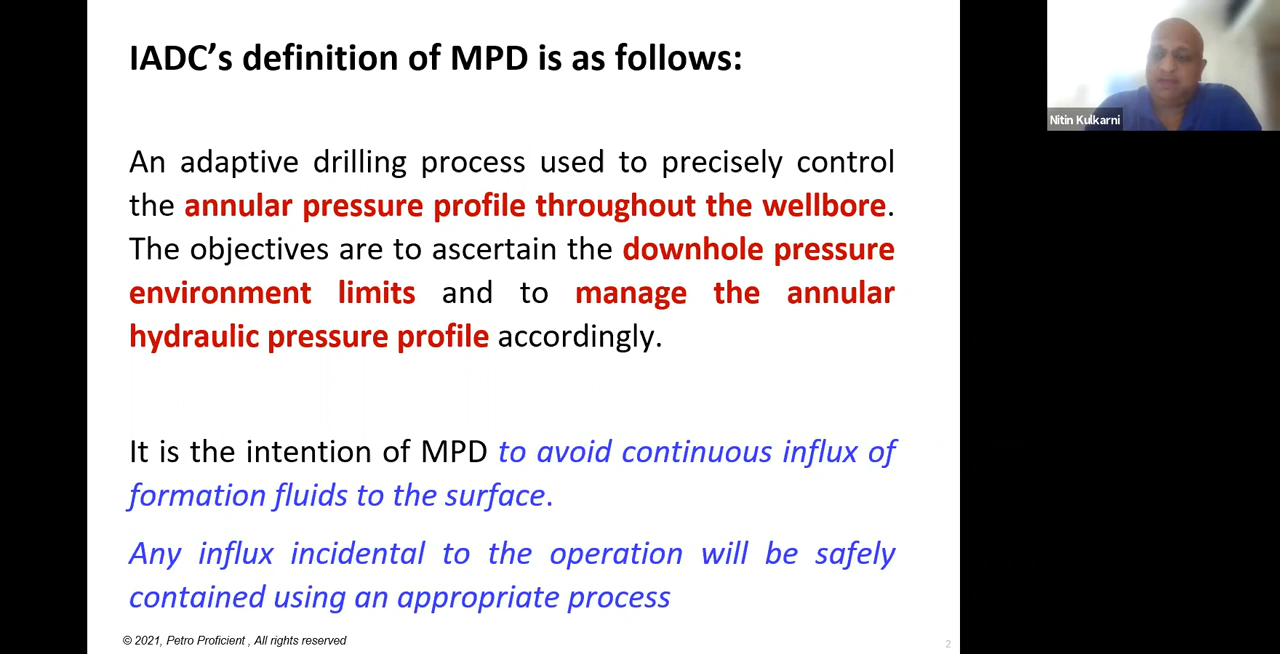 IADC’s definition of MPD is as follows:
Nitin Kulkarni
An adaptive drilling process used to precisely control
the annular pressure profile throughout the wellbore.
The objectives are to ascertain the downhole pressure
environment limits and to manage the annular
hydraulic pressure profile accordingly.
It is the intention of MPD to avoid continuous influx of
formation fluids to the surface.
Any influx incidental to the operation will be safely
contained using an appropriate process
© 2021, Petro Proficient , All rights reserved
2